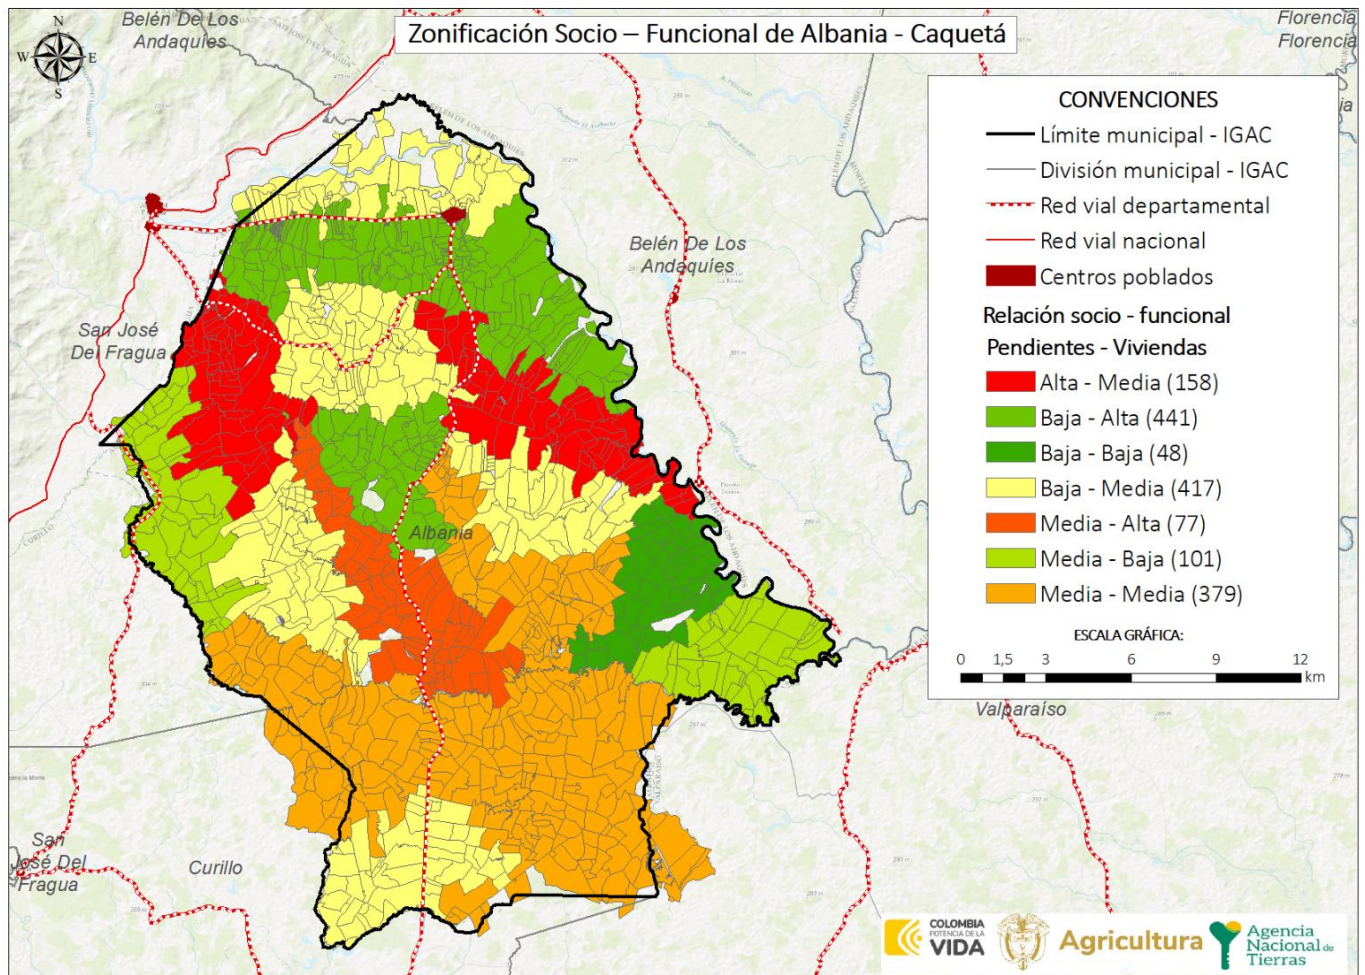 Zonificación Socio – Funcional de Albania - Caquetá
N
W
E
S
Belén De Los
Andaquíes
Florencia
Florencia
Belén De Los
Andaquíes
San José
Del Fragua
Albania
Valparaíso
San
José Del
Fragua
Curillo
CURILLO
CONVENCIONES
Límite municipal - IGAC
División municipal - IGAC
Red vial departamental
Red vial nacional
Centros poblados
Relación socio - funcional
Pendientes - Viviendas
Alta - Media (158)
Baja - Alta (441)
Baja - Baja (48)
Baja - Media (417)
Media - Alta (77)
Media - Baja (101)
Media - Media (379)
ESCALA GRÁFICA:
0 1,5 3 6 9 12
km
COLOMBIA
POTENCIA DE LA
VIDA
Agricultura
Agencia
Nacional de
Tierras